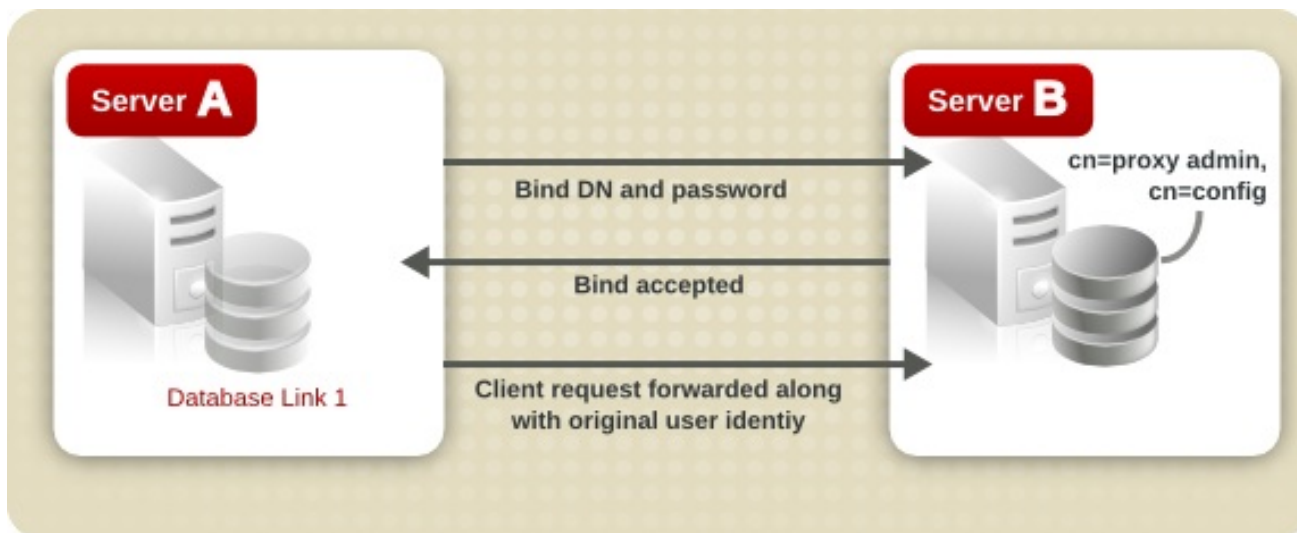 Server A
Server B
cn=proxy admin,
cn=config
Bind DN and password
Bind accepted
Client request forwarded along
with original user identiy
Database Link 1